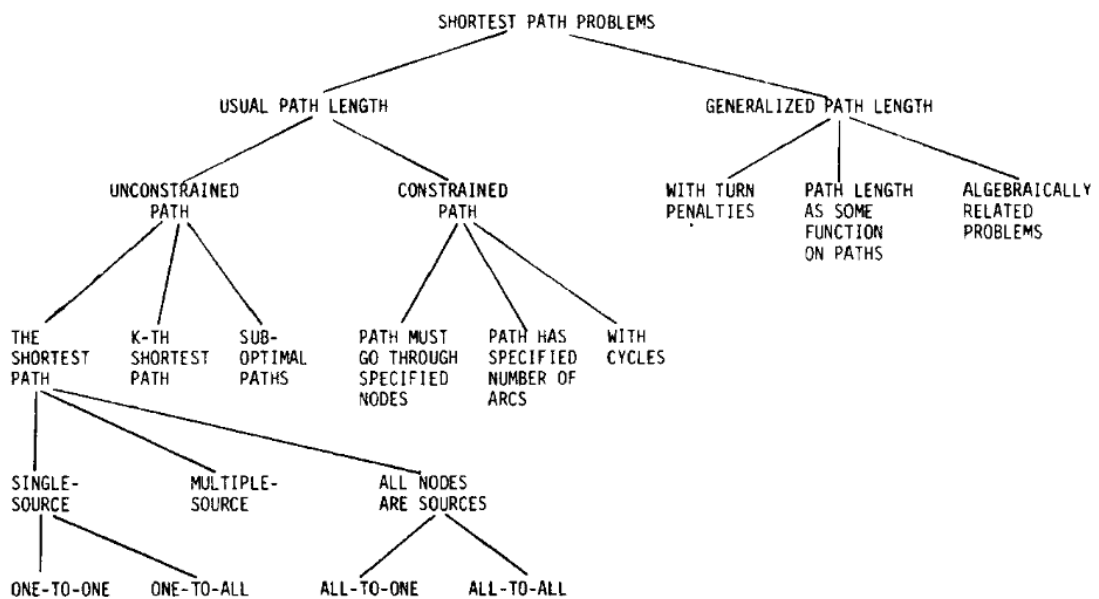 SHORTEST PATH PROBLEMS
USUAL PATH LENGTH
GENERALIZED PATH LENGTH
UNCONSTRAINED
PATH
CONSTRAINED
PATH
WITH TURN
PENALTIES
PATH LENGTH
AS SOME
FUNCTION
ON PATHS
ALGEBRAICALLY
RELATED
PROBLEMS
THE
SHORTEST
PATH
K-TH
SHORTEST
PATH
SUB-
OPTIMAL
PATHS
PATH MUST
GO THROUGH
SPECIFIED
NODES
PATH HAS
SPECIFIED
NUMBER OF
ARCS
WITH
CYCLES
SINGLE-
SOURCE
MULTIPLE-
SOURCE
ALL NODES
ARE SOURCES
ONE-TO-ONE
ONE-TO-ALL
ALL-TO-ONE
ALL-TO-ALL